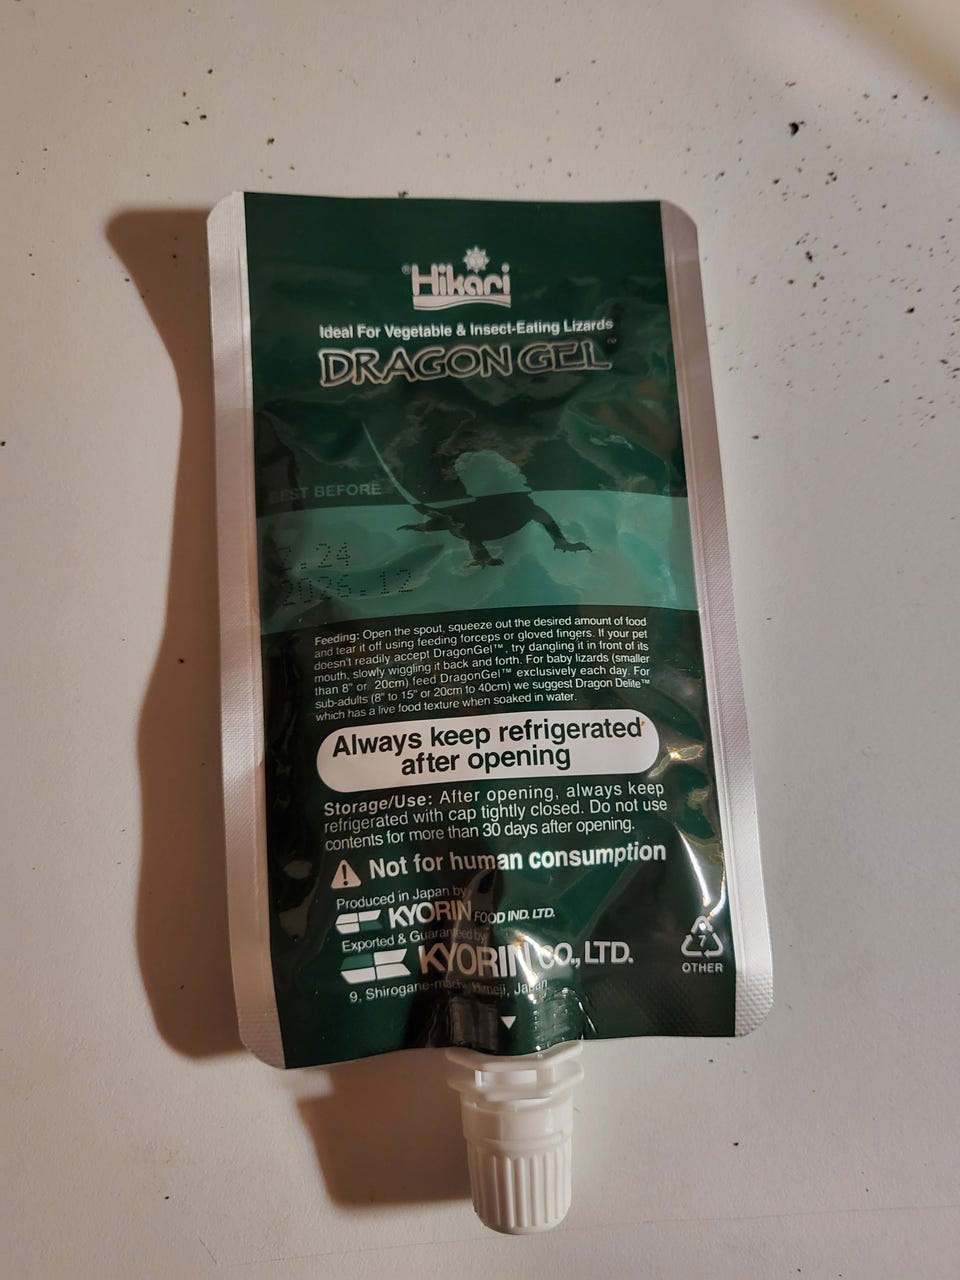 ®Hikari
Ideal For Vegetable & Insect-Eating Lizards
DRAGON GEL™
BEST BEFORE
.24
2026.12
Feeding: Open the spout, squeeze out the desired amount of food
and tear it off using feeding forceps or gloved fingers. If your pet
doesn't readily accept DragonGel™, try dangling it in front of its
mouth, slowly wiggling it back and forth. For baby lizards (smaller
than 8" or 20cm) feed DragonGel™ exclusively each day. For
sub-adults (8" to 15" or 20cm to 40cm) we suggest Dragon Delite™
which has a live food texture when soaked in water.
Always keep refrigerated
after opening
Storage/Use: After opening, always keep
refrigerated with cap tightly closed. Do not use
contents for more than 30 days after opening.
Not for human consumption
Produced in Japan by
KYORIN FOOD IND. LTD.
Exported & Guaranteed by
KYORIN CO., LTD.
9, Shirogane-machi, Himeji, Japan
7
OTHER